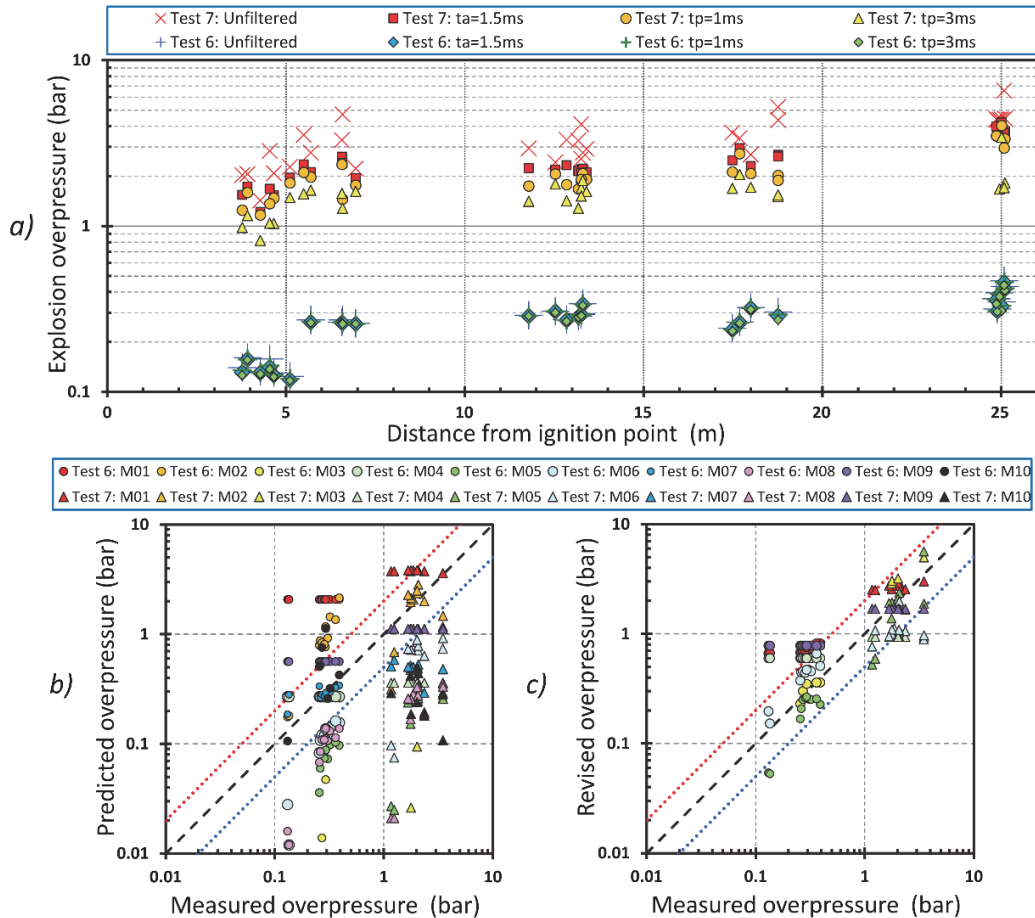 Test 7: Unfiltered Test 7: ta=1.5ms Test 7: tp=1ms Test 7: tp=3ms
Test 6: Unfiltered Test 6: ta=1.5ms Test 6: tp=1ms Test 6: tp=3ms
a)
Explosion overpressure (bar)
10
1
0.1
0 5 10 15 20 25
Distance from ignition point (m)
Test 6: M01 Test 6: M02 Test 6: M03 Test 6: M04 Test 6: M05 Test 6: M06 Test 6: M07 Test 6: M08 Test 6: M09 Test 6: M10
Test 7: M01 Test 7: M02 Test 7: M03 Test 7: M04 Test 7: M05 Test 7: M06 Test 7: M07 Test 7: M08 Test 7: M09 Test 7: M10
b)
Predicted overpressure (bar)
10
1
0.1
0.01
0.01 0.1 1 10
Measured overpressure (bar)
c)
Revised overpressure (bar)
10
1
0.1
0.01
0.01 0.1 1 10
Measured overpressure (bar)